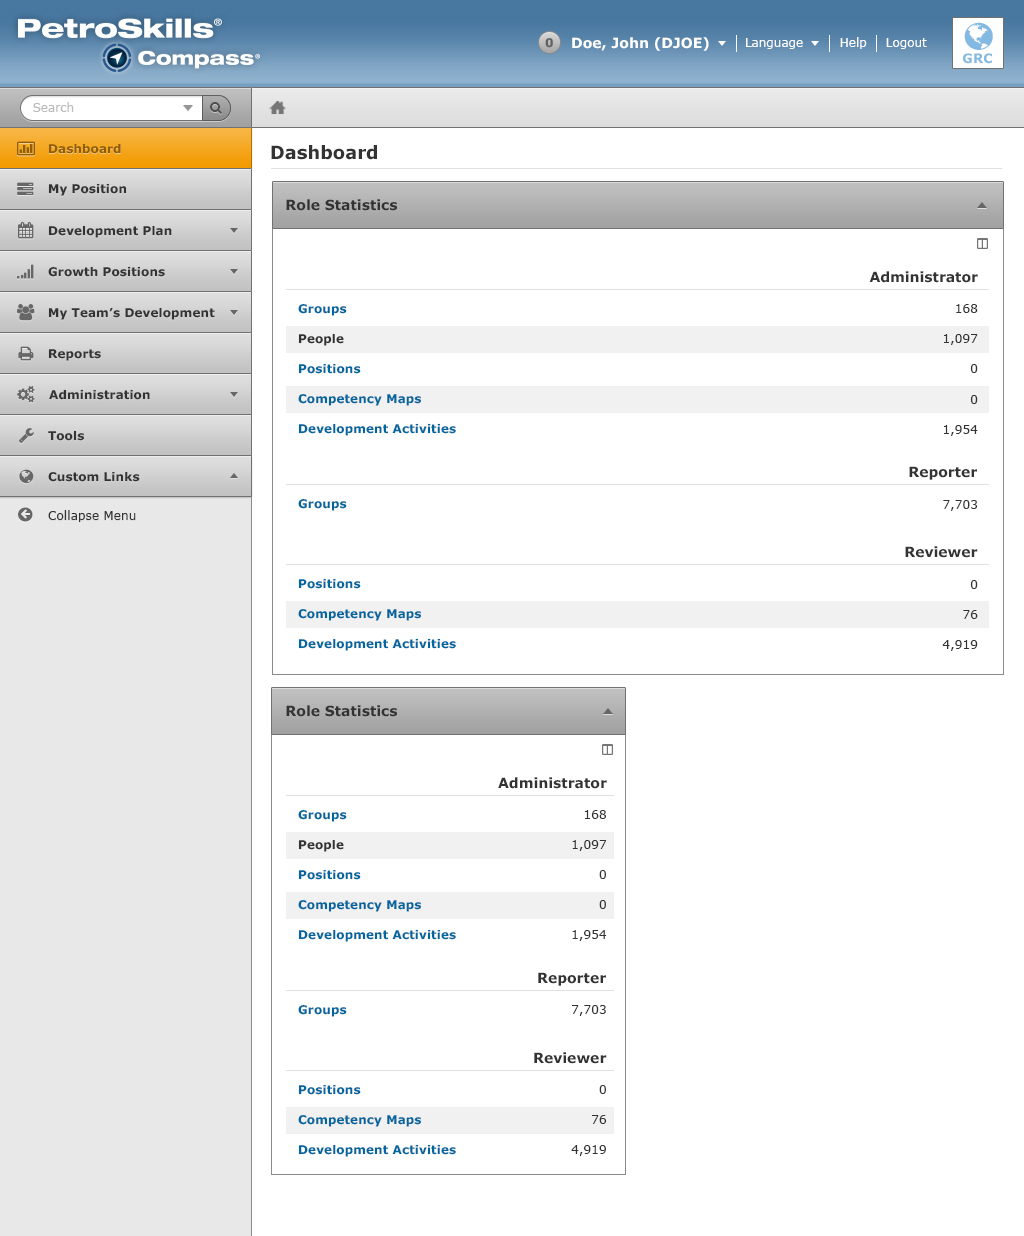 PetroSkills®
Compass®
0 Doe, John (DJOE) Language Help Logout
GRC
Search
Dashboard
My Position
Development Plan
Growth Positions
My Team’s Development
Reports
Administration
Tools
Custom Links
Collapse Menu
Dashboard
Role Statistics
Administrator
Groups 168
People 1,097
Positions 0
Competency Maps 0
Development Activities 1,954
Reporter
Groups 7,703
Reviewer
Positions 0
Competency Maps 76
Development Activities 4,919
Role Statistics
Administrator
Groups 168
People 1,097
Positions 0
Competency Maps 0
Development Activities 1,954
Reporter
Groups 7,703
Reviewer
Positions 0
Competency Maps 76
Development Activities 4,919